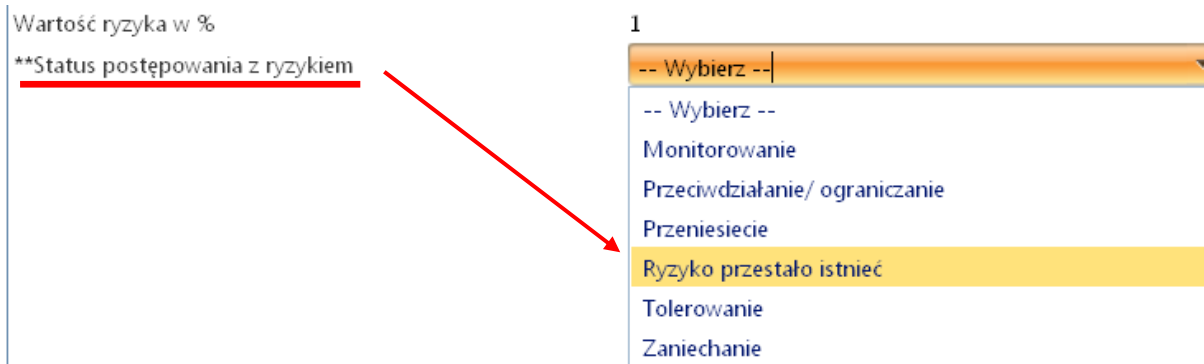 Wartość ryzyka w % 1
**Status postępowania z ryzykiem -- Wybierz --
-- Wybierz --
Monitorowanie
Przeciwdziałanie/ ograniczanie
Przeniesiecie
Ryzyko przestało istnieć
Tolerowanie
Zaniechanie